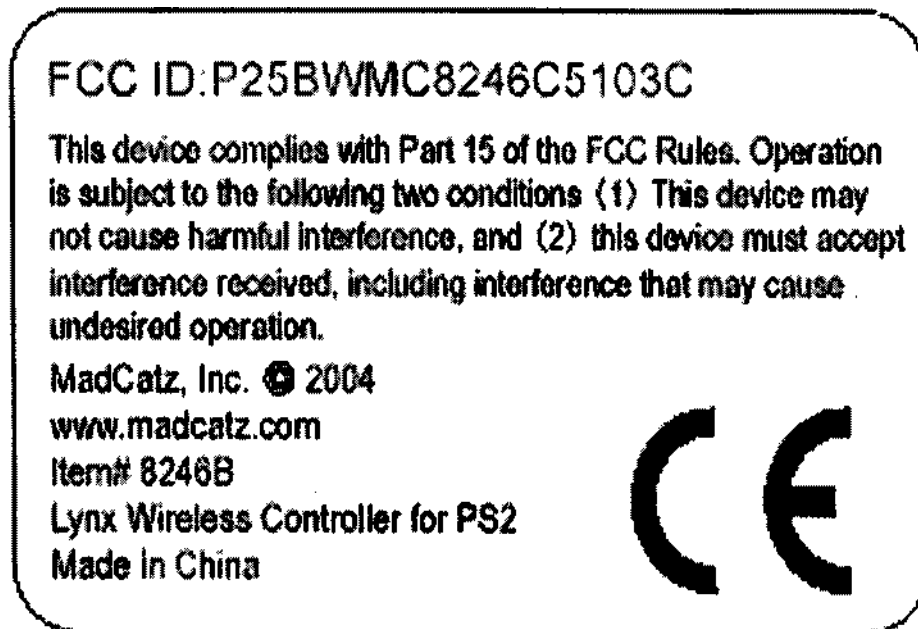 FCC ID:P25BWMC8246C5103C
This device complies with Part 15 of the FCC Rules. Operation
is subject to the following two conditions (1) This device may
not cause harmful interference, and (2) this device must accept
interference received, including interference that may cause
undesired operation.
MadCatz, Inc. © 2004
www.madcatz.com
Item# 8246B
Lynx Wireless Controller for PS2
Made in China
CE